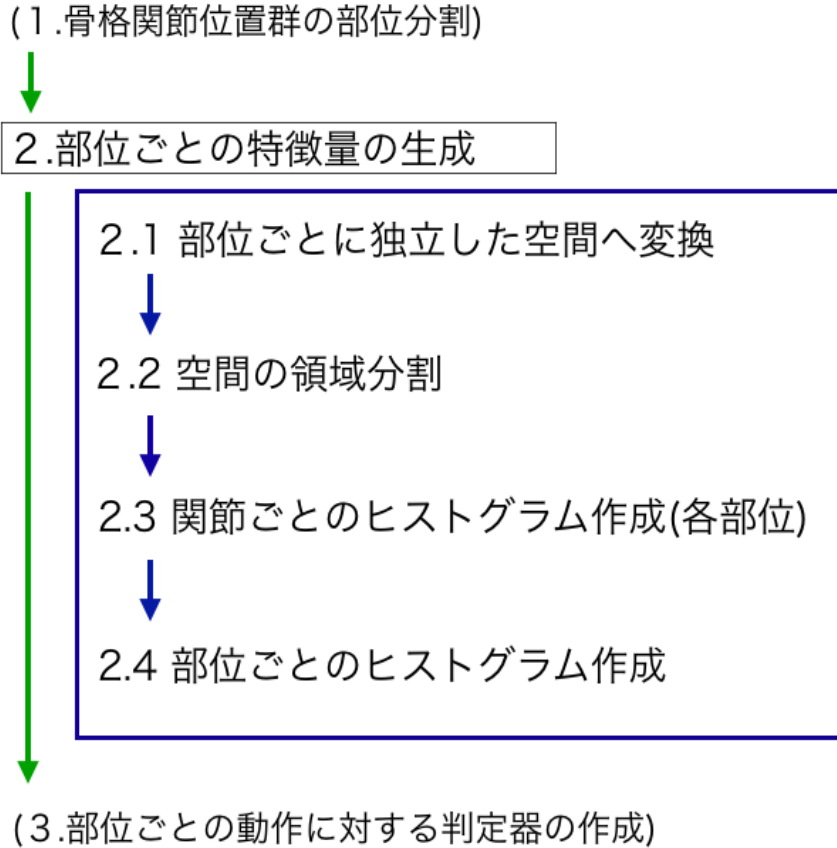 (１.骨格関節位置群の部位分割)
２.部位ごとの特徴量の生成
２.1 部位ごとに独立した空間へ変換
２.2 空間の領域分割
2.3 関節ごとのヒストグラム作成(各部位)
2.4 部位ごとのヒストグラム作成
(３.部位ごとの動作に対する判定器の作成)